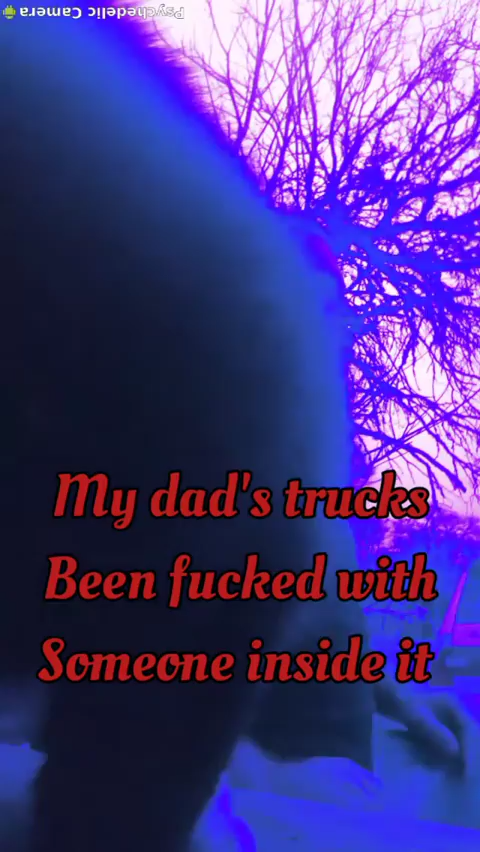 Psychedelic Camera
My dad's trucks
Been fucked with
Someone inside it